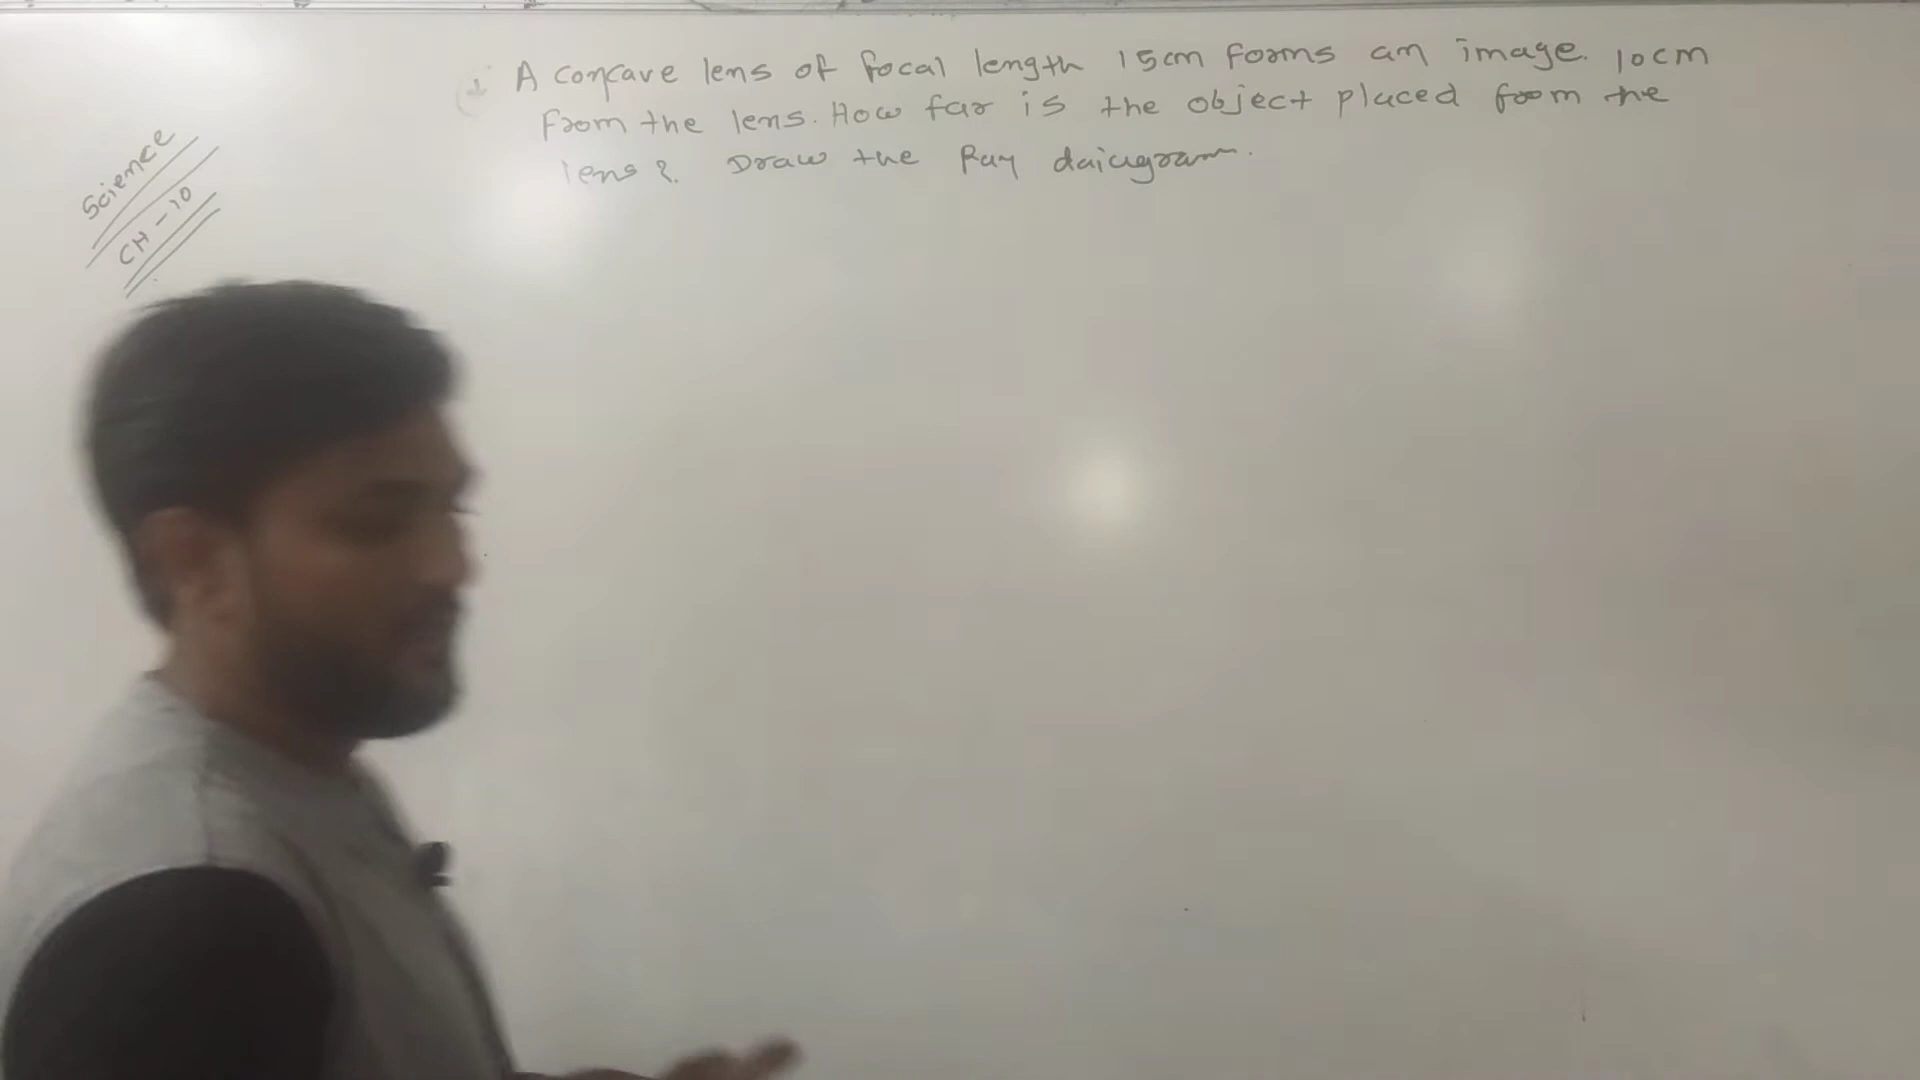 A concave lens of focal length 15cm forms an image. 10cm
from the lens. How far is the object placed from the
lens?. Draw the Ray daiugram.
Science
CH-10